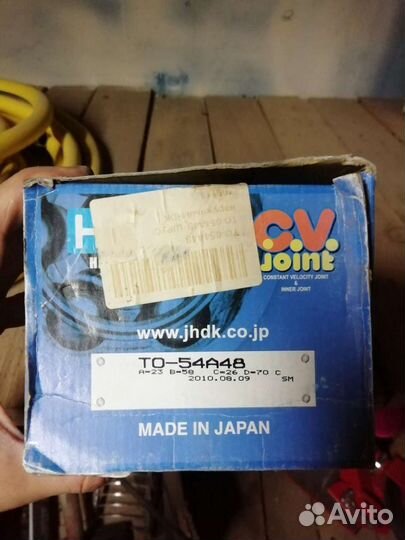 H
C.V.
Joint
CONSTANT VELOCITY JOINT
&
INNER JOINT
www.jhdk.co.jp
TO-54A48
A=23 B=58 C=26 D=70 C
2010.08.09 SM
MADE IN JAPAN
Avito